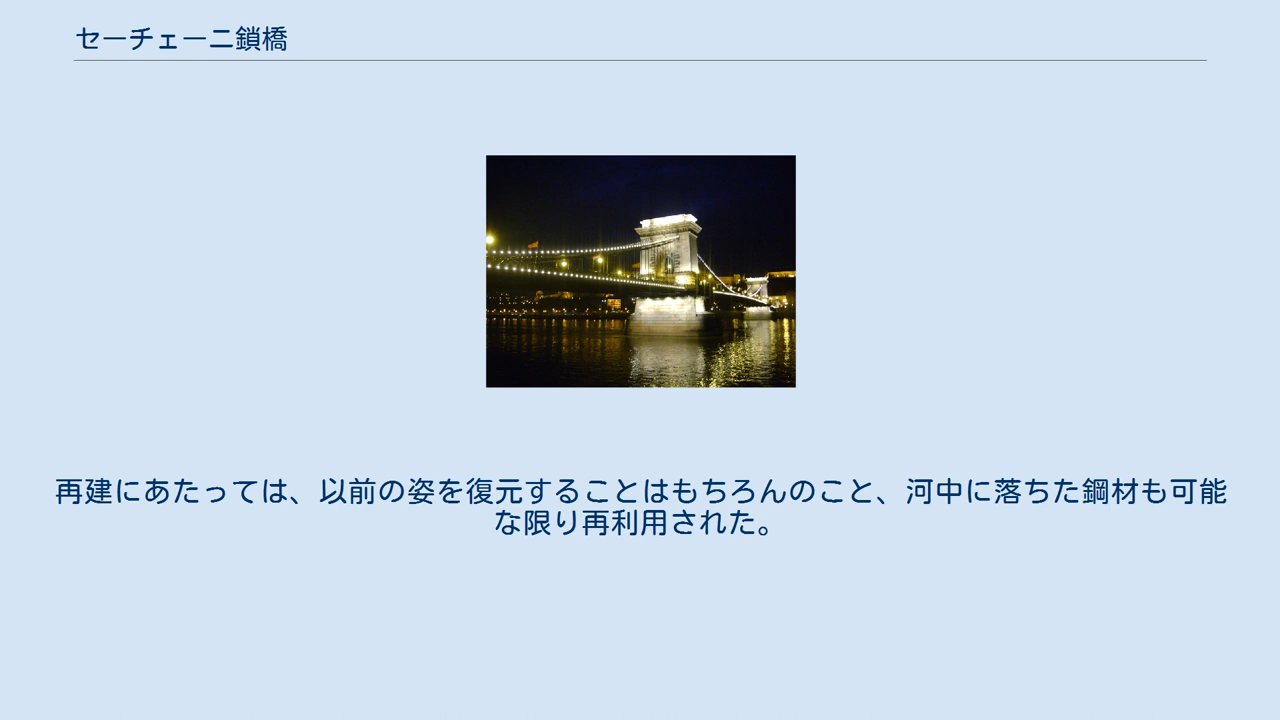 セーチェーニ鎖橋
再建にあたっては、以前の姿を復元することはもちろんのこと、河中に落ちた鋼材も可能
な限り再利用された。